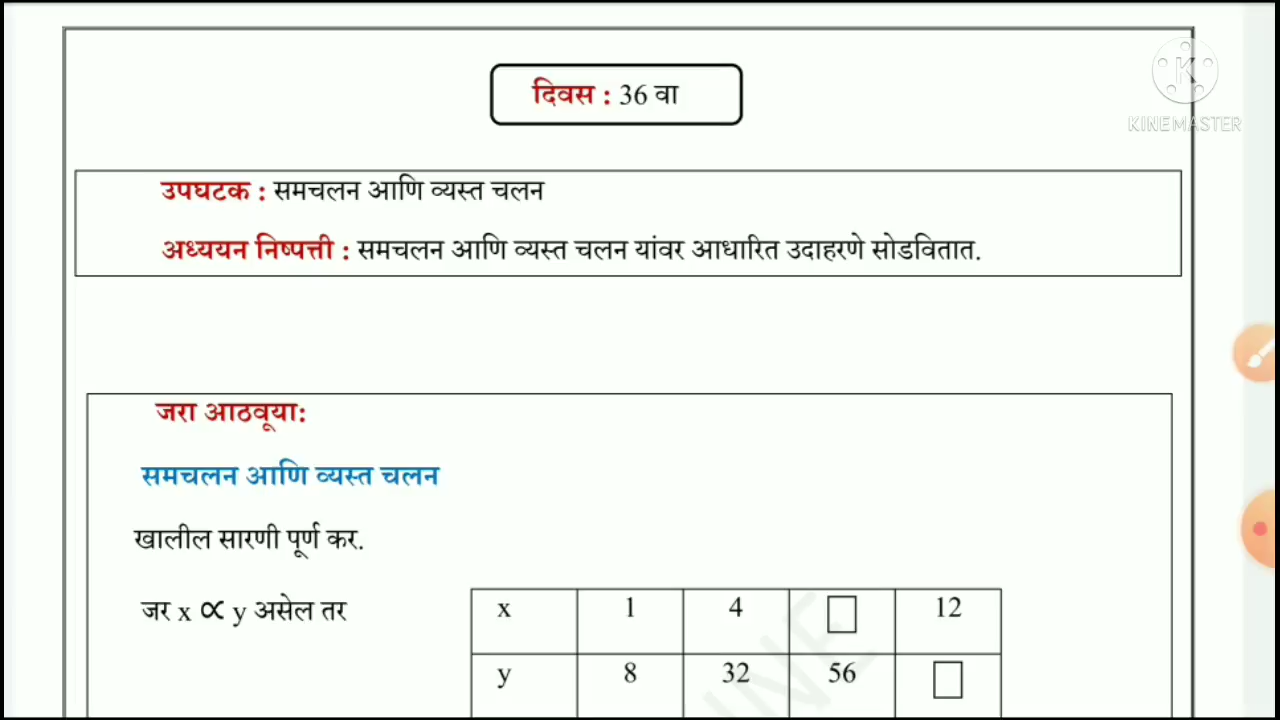 दिवस : 36 वा
KINEMASTER
उपघटक : समचलन आणि व्यस्त चलन
अध्ययन निष्पत्ती : समचलन आणि व्यस्त चलन यांवर आधारित उदाहरणे सोडवितात.
जरा आठवूया:
समचलन आणि व्यस्त चलन
खालील सारणी पूर्ण कर.
जर x ∝ y असेल तर
x 1 4 □ 12
y 8 32 56 □